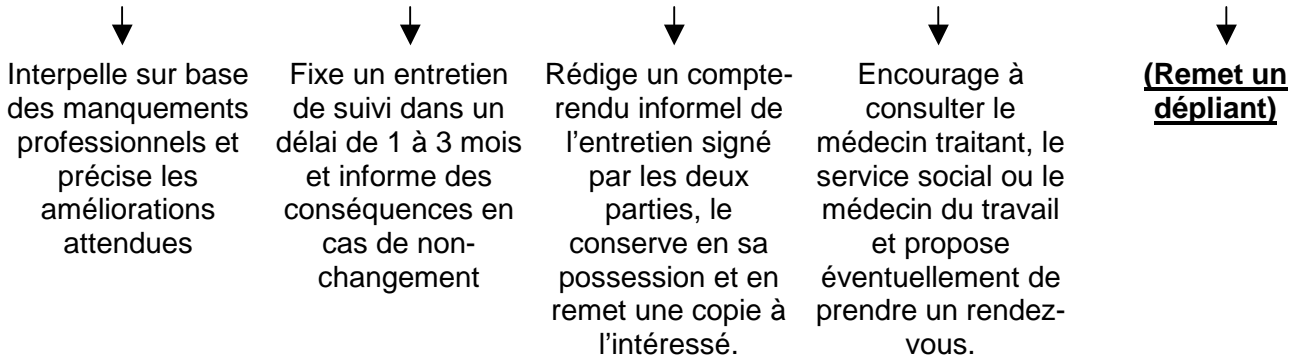 Interpelle sur base
des manquements
professionnels et
précise les
améliorations
attendues
Fixe un entretien
de suivi dans un
délai de 1 à 3 mois
et informe des
conséquences en
cas de non-
changement
Rédige un compte-
rendu informel de
l’entretien signé
par les deux
parties, le
conserve en sa
possession et en
remet une copie à
l’intéressé.
Encourage à
consulter le
médecin traitant, le
service social ou le
médecin du travail
et propose
éventuellement de
prendre un rendez-
vous.
(Remet un
dépliant)